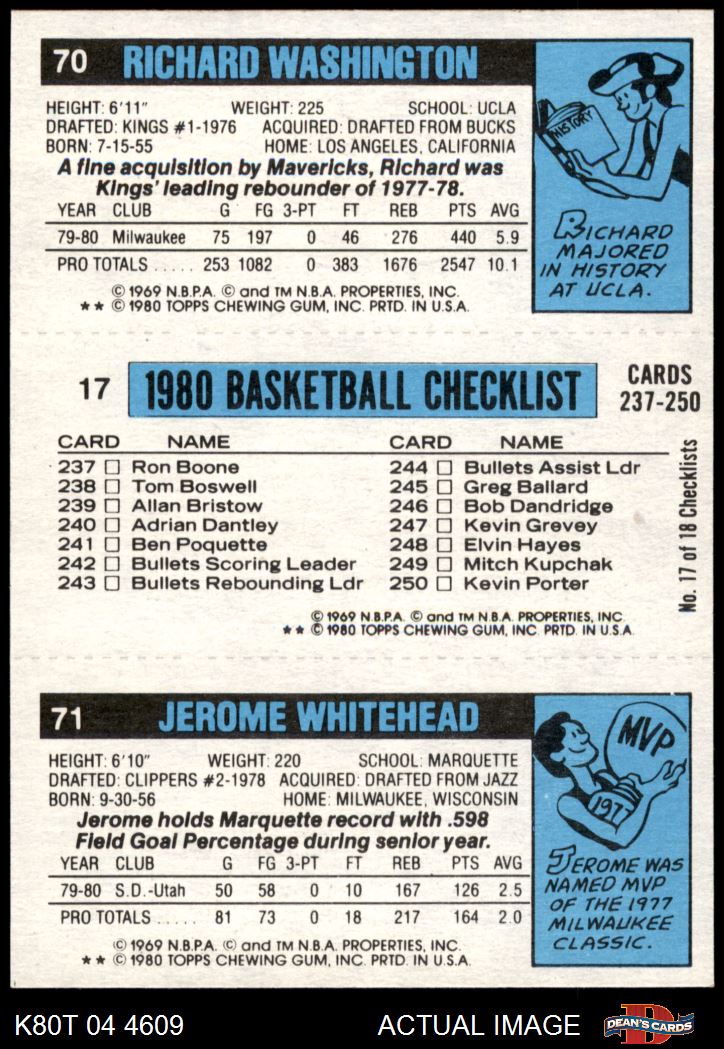 70 RICHARD WASHINGTON
HEIGHT: 6'11" WEIGHT: 225 SCHOOL: UCLA
DRAFTED: KINGS #1-1976 ACQUIRED: DRAFTED FROM BUCKS
BORN: 7-15-55 HOME: LOS ANGELES, CALIFORNIA
A fine acquisition by Mavericks, Richard was
Kings' leading rebounder of 1977-78.
YEAR CLUB G FG 3-PT FT REB PTS AVG
79-80 Milwaukee 75 197 0 46 276 440 5.9
PRO TOTALS ..... 253 1082 0 383 1676 2547 10.1
© 1969 N.B.P.A. © and TM N.B.A. PROPERTIES, INC.
** © 1980 TOPPS CHEWING GUM, INC. PRTD. IN U.S.A.
HISTORY
RICHARD
MAJORED
IN HISTORY
AT UCLA.
17 1980 BASKETBALL CHECKLIST CARDS
237-250
CARD NAME CARD NAME
237 □ Ron Boone 244 □ Bullets Assist Ldr
238 □ Tom Boswell 245 □ Greg Ballard
239 □ Allan Bristow 246 □ Bob Dandridge
240 □ Adrian Dantley 247 □ Kevin Grevey
241 □ Ben Poquette 248 □ Elvin Hayes
242 □ Bullets Scoring Leader 249 □ Mitch Kupchak
243 □ Bullets Rebounding Ldr 250 □ Kevin Porter
No. 17 of 18 Checklists
© 1969 N.B.P.A. © and TM N.B.A. PROPERTIES, INC.
** © 1980 TOPPS CHEWING GUM, INC. PRTD. IN U.S.A.
71 JEROME WHITEHEAD
HEIGHT: 6'10" WEIGHT: 220 SCHOOL: MARQUETTE
DRAFTED: CLIPPERS #2-1978 ACQUIRED: DRAFTED FROM JAZZ
BORN: 9-30-56 HOME: MILWAUKEE, WISCONSIN
Jerome holds Marquette record with .598
Field Goal Percentage during senior year.
YEAR CLUB G FG 3-PT FT REB PTS AVG
79-80 S.D.-Utah 50 58 0 10 167 126 2.5
PRO TOTALS ..... 81 73 0 18 217 164 2.0
© 1969 N.B.P.A. © and TM N.B.A. PROPERTIES, INC.
** © 1980 TOPPS CHEWING GUM, INC. PRTD. IN U.S.A.
MVP
1977
JEROME WAS
NAMED MVP
OF THE 1977
MILWAUKEE
CLASSIC.
K80T 04 4609 ACTUAL IMAGE D DEAN'S CARDS